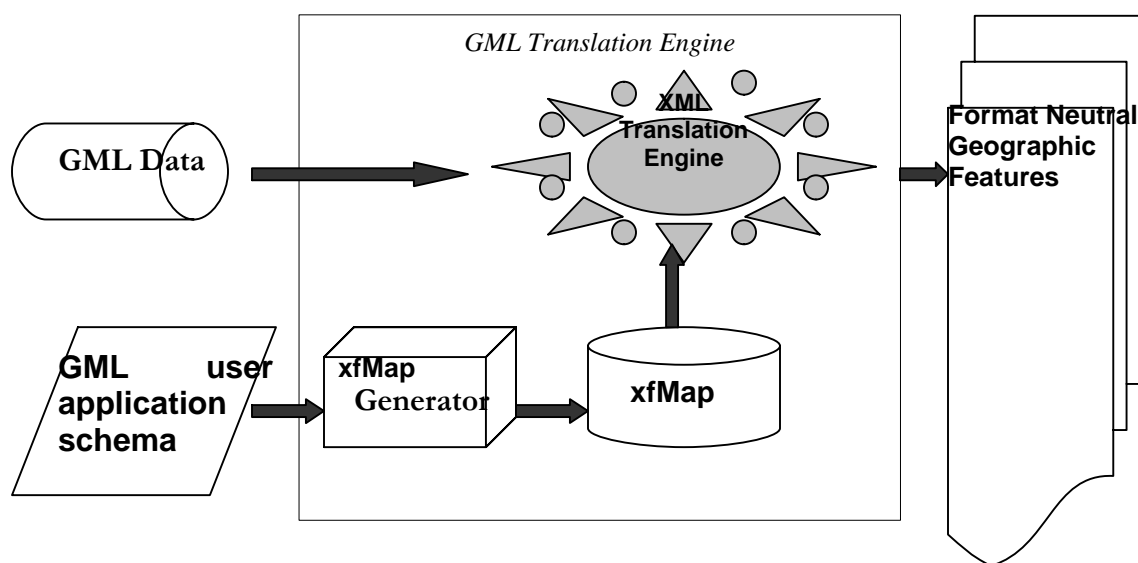 GML Translation Engine
GML Data
XML
Translation
Engine
Format Neutral
Geographic
Features
GML user
application
schema
xfMap
Generator
xfMap